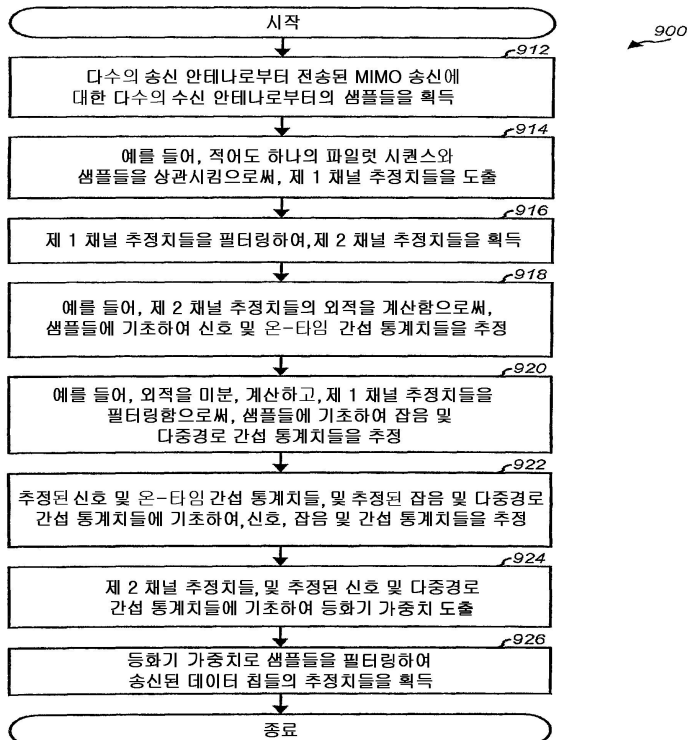 시작
900
912
다수의 송신 안테나로부터 전송된 MIMO 송신에
대한 다수의 수신 안테나로부터의 샘플들을 획득
914
예를 들어, 적어도 하나의 파일럿 시퀀스와
샘플들을 상관시킴으로써, 제 1 채널 추정치들을 도출
916
제 1 채널 추정치들을 필터링하여,제 2 채널 추정치들을 획득
918
예를 들어, 제 2 채널 추정치들의 외적을 계산함으로써,
샘플들에 기초하여 신호 및 온-타임 간섭 통계치들을 추정
920
예를 들어, 외적을 미분, 계산하고,제 1 채널 추정치들을
필터링함으로써, 샘플들에 기초하여 잡음 및
다중경로 간섭 통계치들을 추정
922
추정된 신호 및 온-타임 간섭 통계치들, 및 추정된 잡음 및 다중경로
간섭 통계치들에 기초하여,신호, 잡음 및 간섭 통계치들을 추정
924
제 2 채널 추정치들, 및 추정된 신호 및 다중경로
간섭 통계치들에 기초하여 등화기 가중치 도출
926
등화기 가중치로 샘플들을 필터링하여
송신된 데이터 칩들의 추정치들을 획득
종료